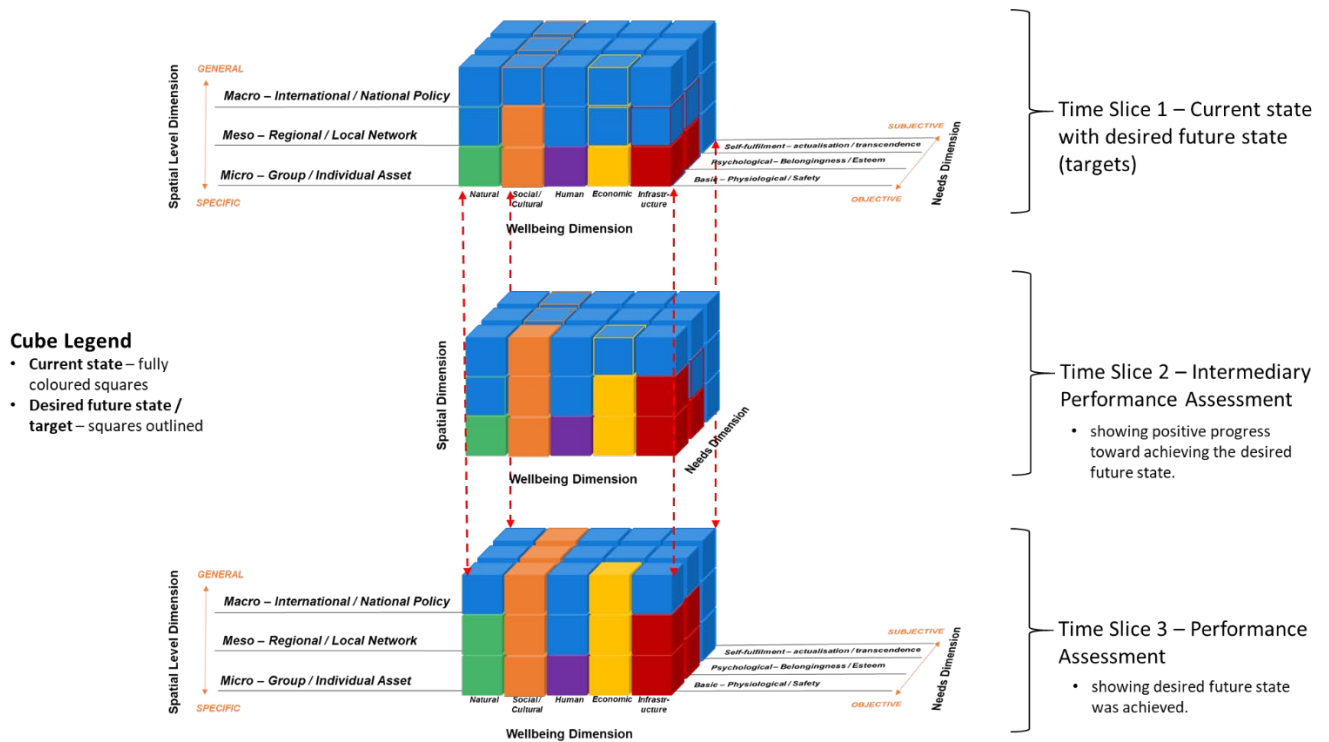 GENERAL
Spatial Level Dimension
Macro – International / National Policy
Meso – Regional / Local Network
Micro – Group / Individual Asset
SPECIFIC
Natural
Social /
Cultural
Human
Economic
Infrastr-
ucture
Wellbeing Dimension
SUBJECTIVE
Self-fulfilment – actualisation / transcendence
Psychological – Belongingness / Esteem
Basic – Physiological / Safety
OBJECTIVE
Needs Dimension
Time Slice 1 – Current state
with desired future state
(targets)
Cube Legend
• Current state – fully
coloured squares
• Desired future state /
target – squares outlined
Spatial Dimension
Wellbeing Dimension
Needs Dimension
Time Slice 2 – Intermediary
Performance Assessment
• showing positive progress
toward achieving the desired
future state.
GENERAL
Spatial Level Dimension
Macro – International / National Policy
Meso – Regional / Local Network
Micro – Group / Individual Asset
SPECIFIC
Natural
Social /
Cultural
Human
Economic
Infrastr-
ucture
Wellbeing Dimension
SUBJECTIVE
Self-fulfilment – actualisation / transcendence
Psychological – Belongingness / Esteem
Basic – Physiological / Safety
OBJECTIVE
Needs Dimension
Time Slice 3 – Performance
Assessment
• showing desired future state
was achieved.